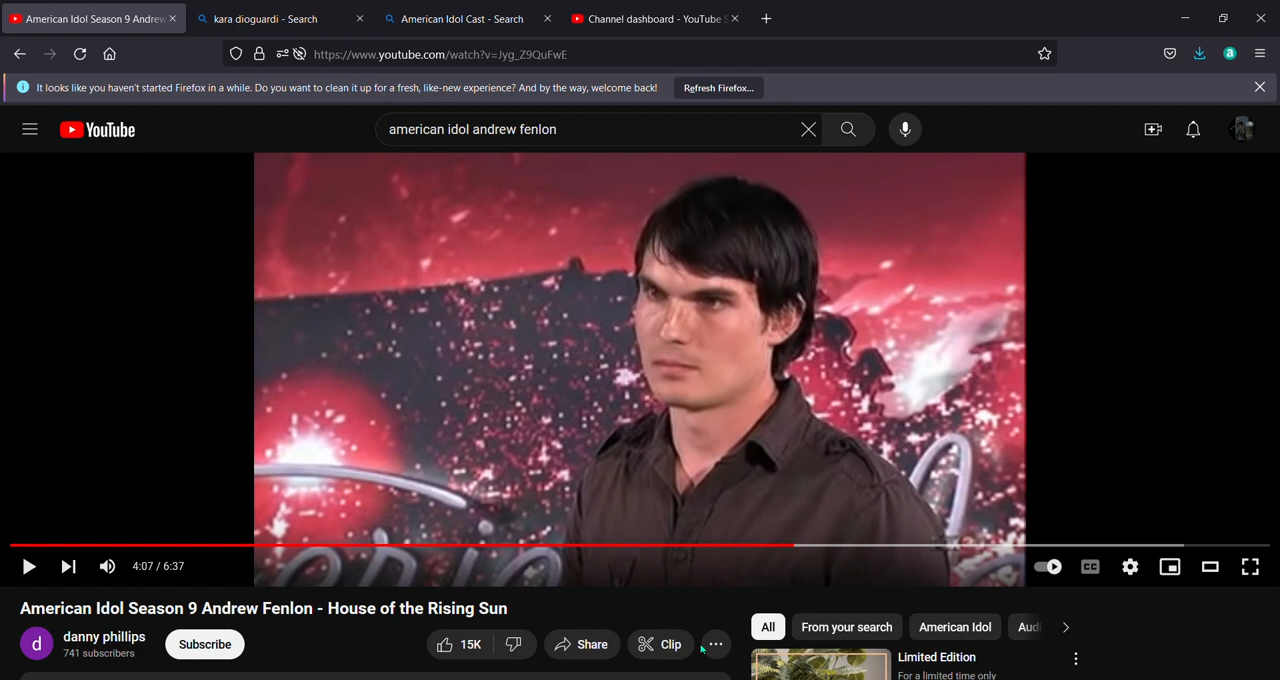 American Idol Season 9 Andrew
kara dioguardi - Search
American Idol Cast - Search
Channel dashboard - YouTube S
https://www.youtube.com/watch?v=Jyg_Z9QuFwE
It looks like you haven't started Firefox in a while. Do you want to clean it up for a fresh, like-new experience? And by the way, welcome back!
Refresh Firefox...
YouTube
american idol andrew fenlon
4:07 / 6:37
CC
American Idol Season 9 Andrew Fenlon - House of the Rising Sun
d
danny phillips
741 subscribers
Subscribe
15K
Share
Clip
All
From your search
American Idol
Audi
Limited Edition
For a limited time only